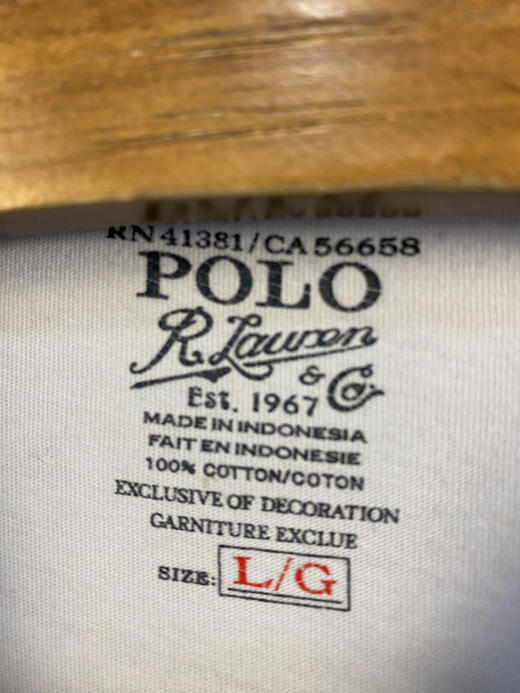 RN 41381/CA 56658
POLO
R. Lauren
& Co
Est. 1967
MADE IN INDONESIA
FAIT EN INDONESIE
100% COTTON/COTON
EXCLUSIVE OF DECORATION
GARNITURE EXCLUE
SIZE: L/G